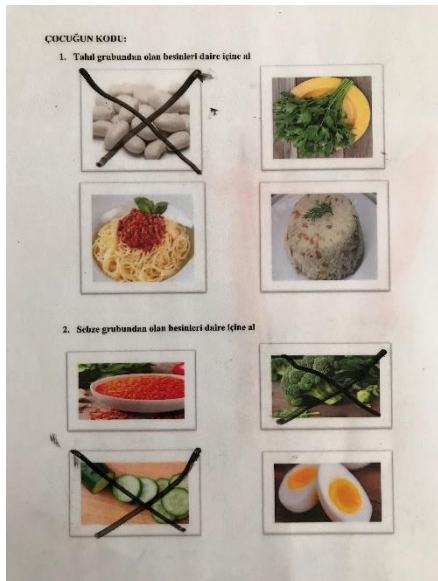 ÇOCUĞUN KODU:
1. Tahıl grubundan olan besinleri daire içine al
2. Sebze grubundan olan besinleri daire içine al